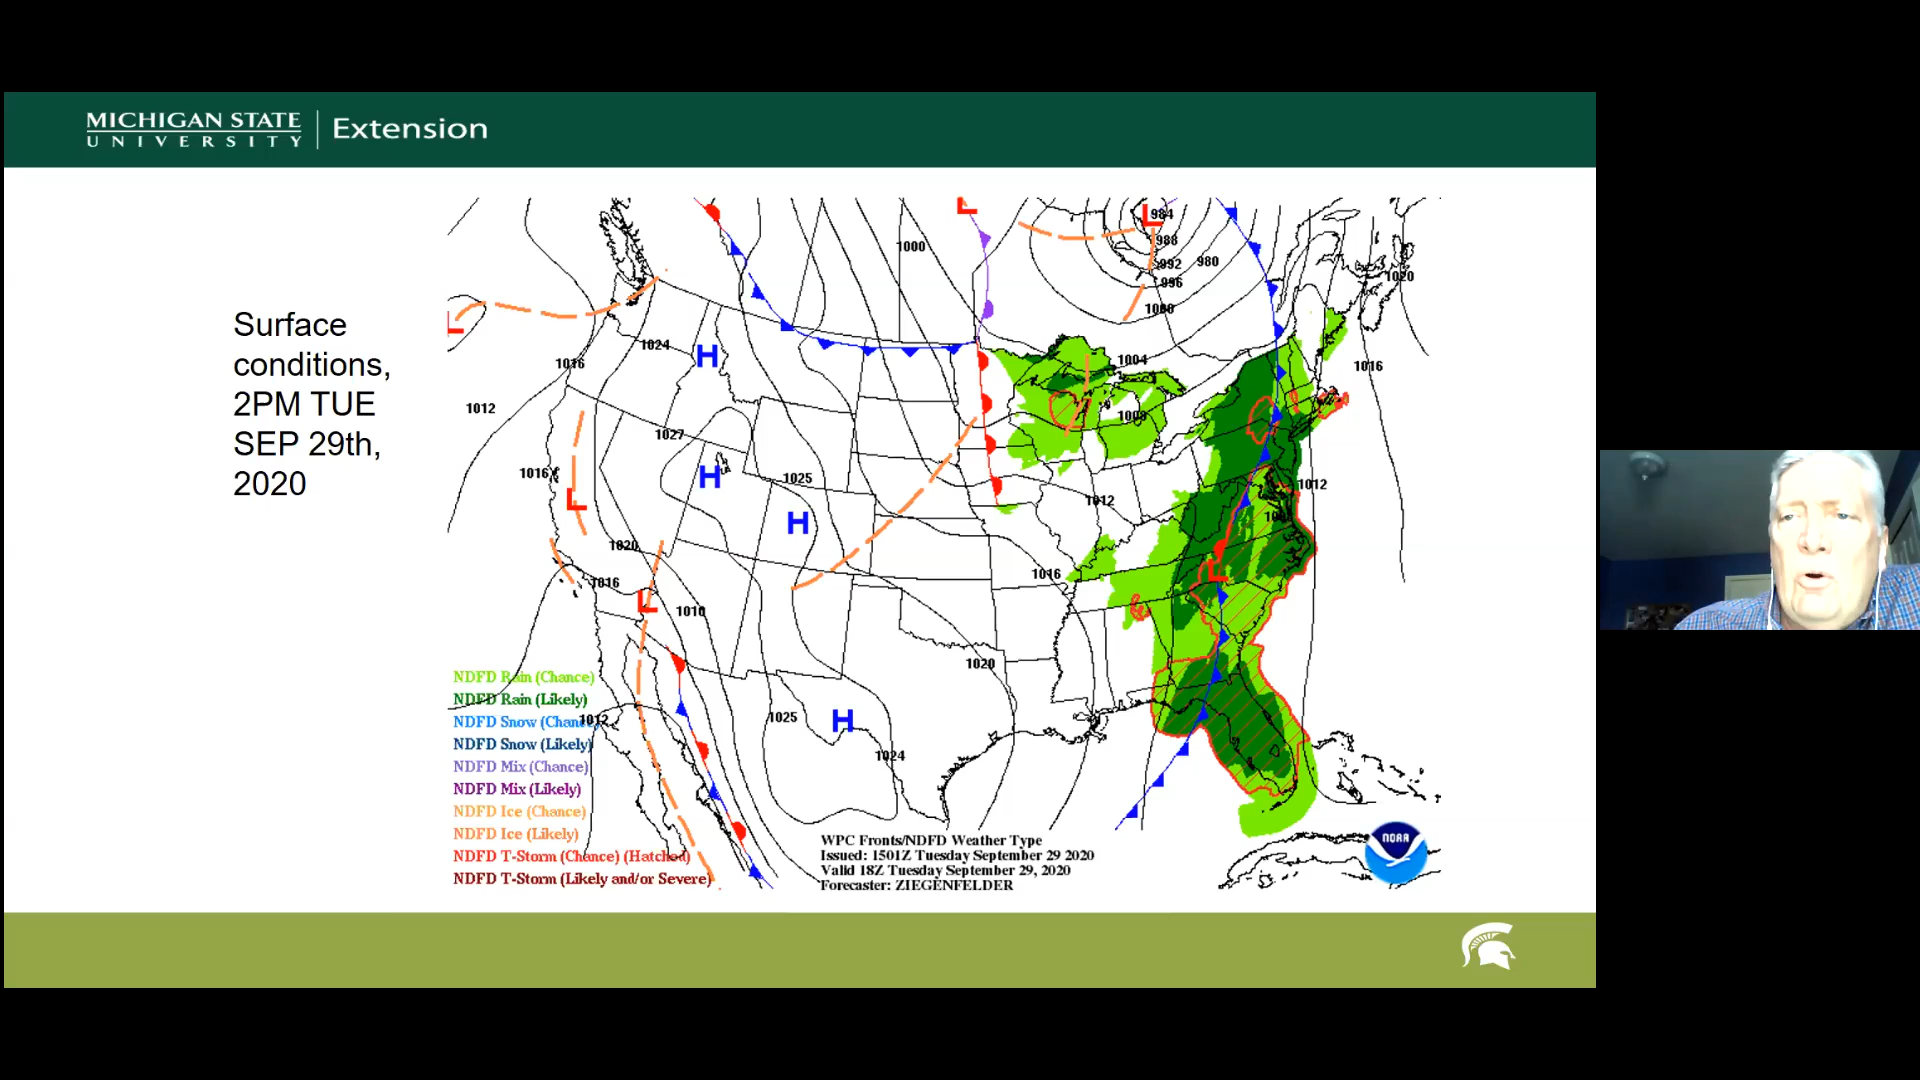 MICHIGAN STATE
UNIVERSITY
Extension
Surface
conditions,
2PM TUE
SEP 29th,
2020
L
L
984
988
1000
992
980
996
1020
1000
L
1024
H
1016
1004
1016
1012
1008
1027
1016
H
1025
1012
1012
L
H
1020
1016
L
1016
L
1010
1020
NDFD Rain (Chance)
NDFD Rain (Likely)
1025
H
NDFD Snow (Chance)
1012
NDFD Snow (Likely)
1024
NDFD Mix (Chance)
NDFD Mix (Likely)
NDFD Ice (Chance)
NDFD Ice (Likely)
NDFD T-Storm (Chance) (Hatched)
NDFD T-Storm (Likely and/or Severe)
WPC Fronts/NDFD Weather Type
Issued: 1501Z Tuesday September 29 2020
Valid 18Z Tuesday September 29, 2020
Forecaster: ZIEGENFELDER
NOAA